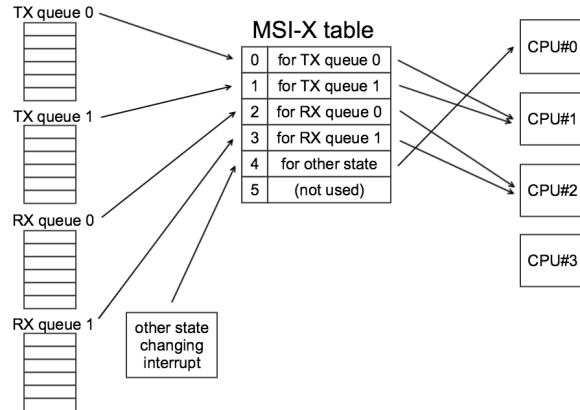 TX queue 0
TX queue 1
RX queue 0
RX queue 1
other state
changing
interrupt
MSI-X table
0 for TX queue 0
1 for TX queue 1
2 for RX queue 0
3 for RX queue 1
4 for other state
5 (not used)
CPU#0
CPU#1
CPU#2
CPU#3